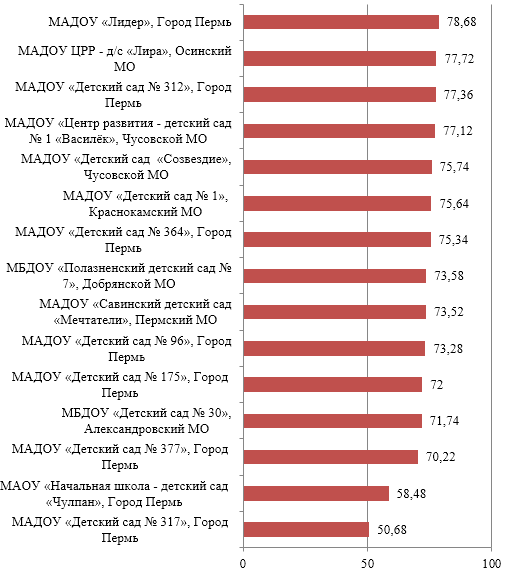 МАДОУ «Лидер», Город Пермь 78,68
МАДОУ ЦРР - д/с «Лира», Осинский
МО 77,72
МАДОУ «Детский сад № 312», Город
Пермь 77,36
МАДОУ «Центр развития - детский сад
№ 1 «Василёк», Чусовской МО 77,12
МАДОУ «Детский сад «Созвездие»,
Чусовской МО 75,74
МАДОУ «Детский сад № 1»,
Краснокамский МО 75,64
МАДОУ «Детский сад № 364», Город
Пермь 75,34
МБДОУ «Полазненский детский сад №
7», Добрянской МО 73,58
МАДОУ «Савинский детский сад
«Мечтатели», Пермский МО 73,52
МАДОУ «Детский сад № 96», Город
Пермь 73,28
МАДОУ «Детский сад № 175», Город
Пермь 72
МБДОУ «Детский сад № 30»,
Александровский МО 71,74
МАДОУ «Детский сад № 377», Город
Пермь 70,22
МАОУ «Начальная школа - детский сад
«Чулпан», Город Пермь 58,48
МАДОУ «Детский сад № 317», Город
Пермь 50,68
0 50 100